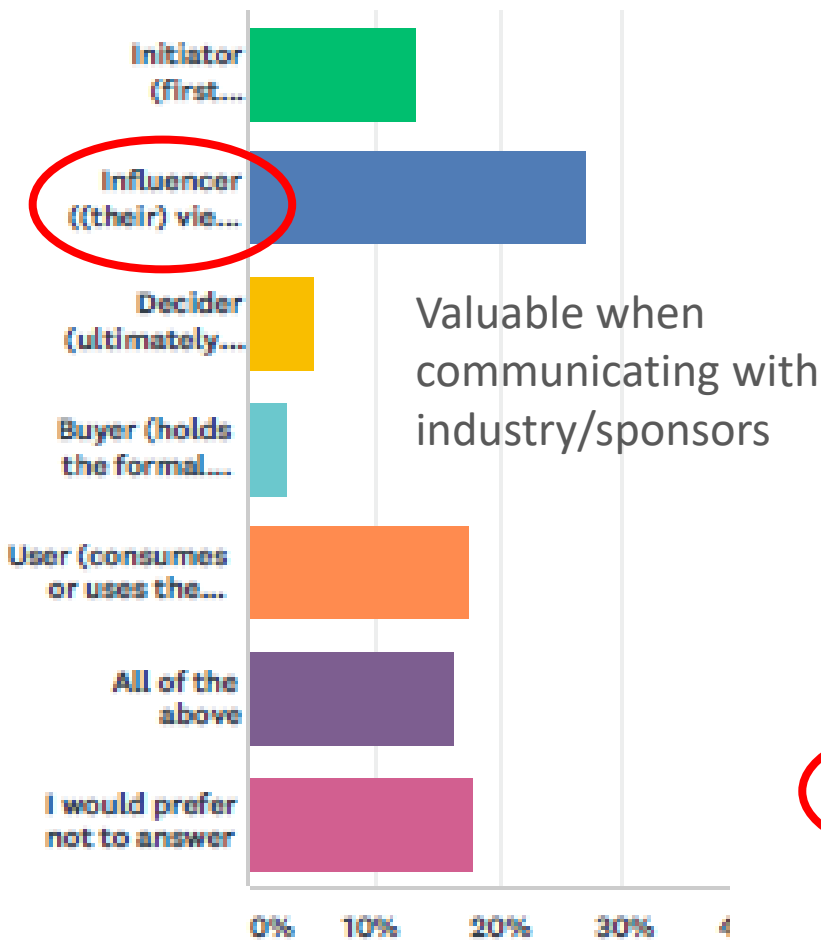 Initiator
(first...
Influencer
((their) vie...
Decider
(ultimately...
Valuable when
communicating with
industry/sponsors
Buyer (holds
the formal...
User (consumes
or uses the...
All of the
above
I would prefer
not to answer
0% 10% 20% 30% 4